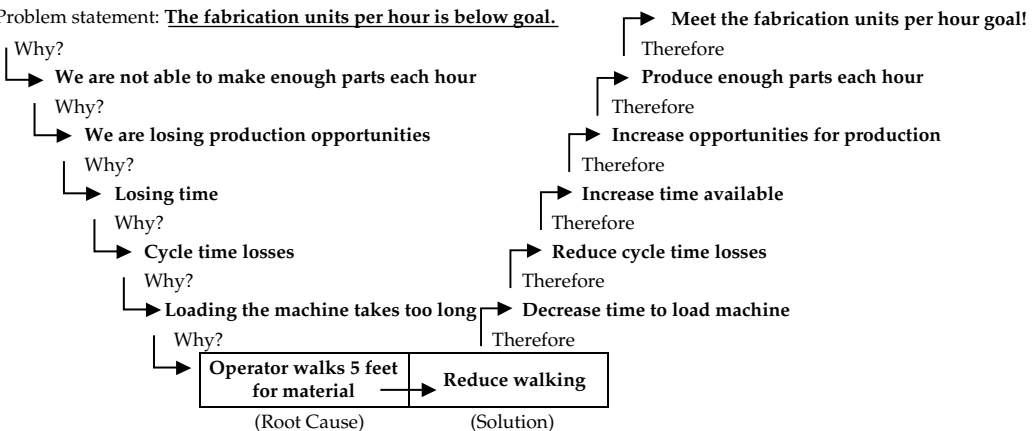 Problem statement: The fabrication units per hour is below goal.
Why?
We are not able to make enough parts each hour
Why?
We are losing production opportunities
Why?
Losing time
Why?
Cycle time losses
Why?
Loading the machine takes too long
Why?
Operator walks 5 feet
for material
(Root Cause)
Reduce walking
(Solution)
Therefore
Decrease time to load machine
Therefore
Reduce cycle time losses
Therefore
Increase time available
Therefore
Increase opportunities for production
Therefore
Produce enough parts each hour
Therefore
Meet the fabrication units per hour goal!